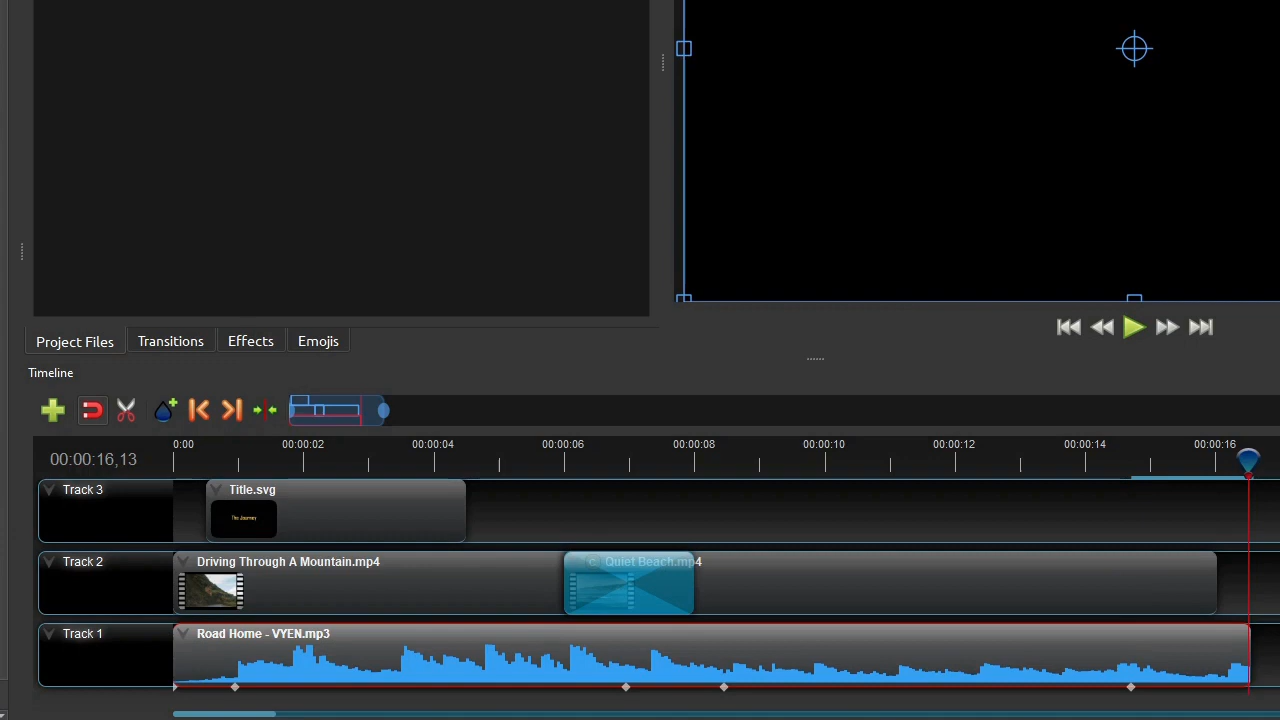 Project Files Transitions Effects Emojis
Timeline
0:00 00:00:02 00:00:04 00:00:06 00:00:08 00:00:10 00:00:12 00:00:14 00:00:16
00:00:16,13
Track 3 Title.svg
The Journey
Track 2 Driving Through A Mountain.mp4 Quiet Beach.mp4
Track 1 Road Home - VYEN.mp3